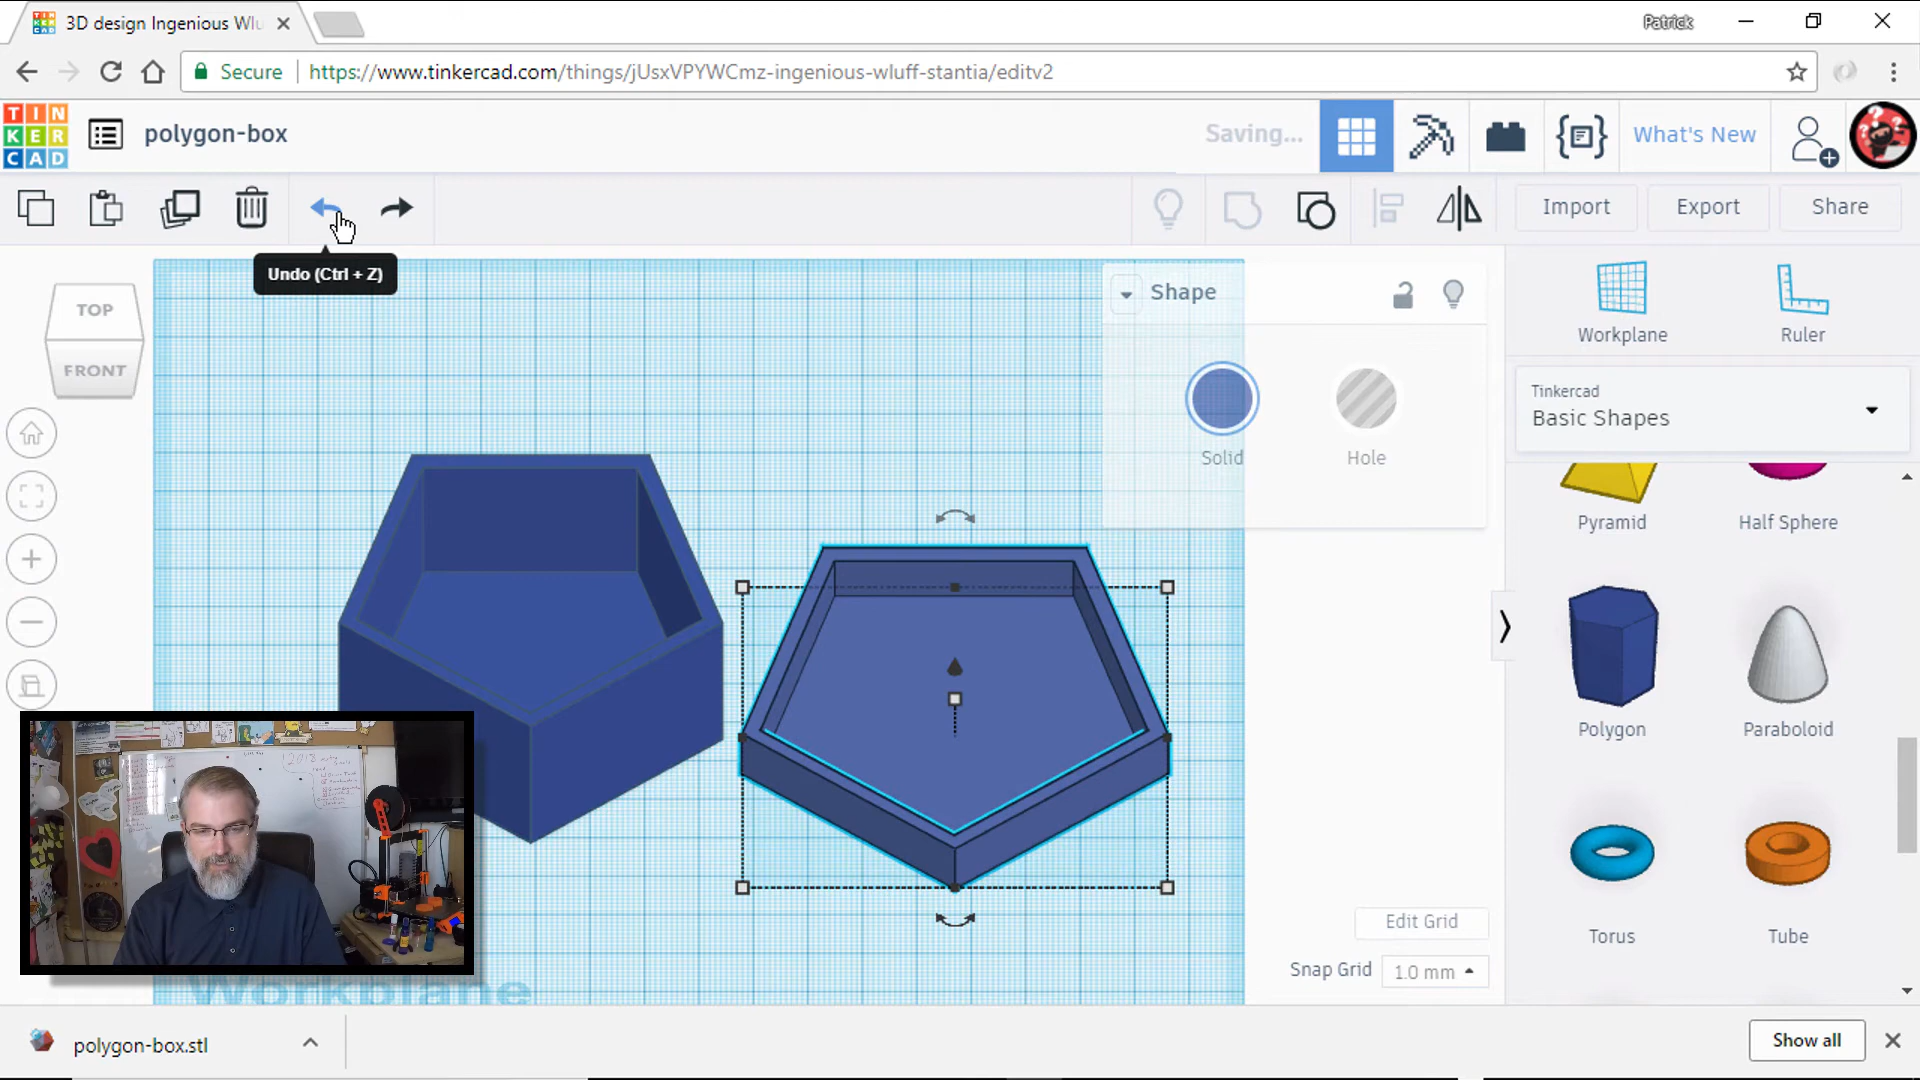 3D design Ingenious Wlu
Patrick
Secure
https://www.tinkercad.com/things/jUsxVPYWCmz-ingenious-wluff-stantia/editv2
TIN
KER
CAD
polygon-box
Saving...
What's New
Import
Export
Share
Undo (Ctrl + Z)
TOP
FRONT
Shape
Solid
Hole
Workplane
Ruler
Tinkercad
Basic Shapes
Pyramid
Half Sphere
Polygon
Paraboloid
Torus
Tube
Edit Grid
Snap Grid
1.0 mm
Workplane
polygon-box.stl
Show all